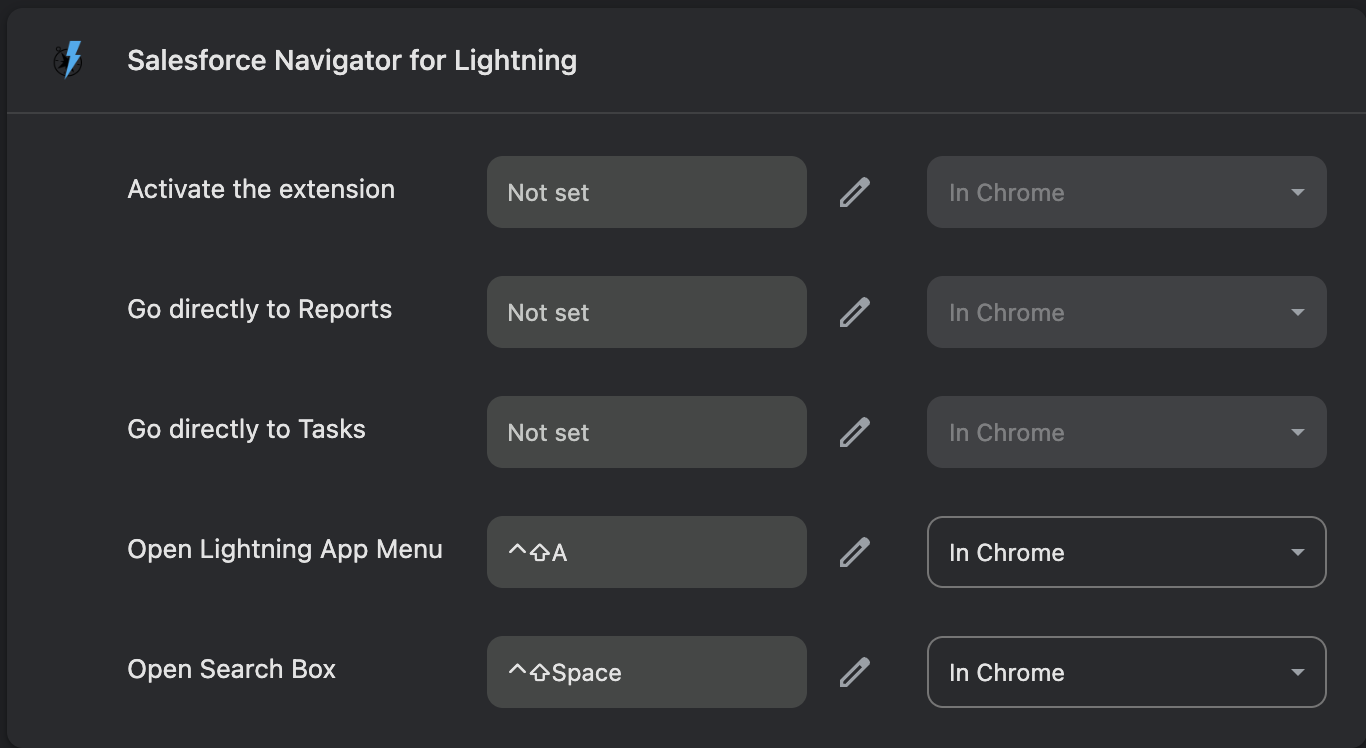 Salesforce Navigator for Lightning
Activate the extension Not set In Chrome
Go directly to Reports Not set In Chrome
Go directly to Tasks Not set In Chrome
Open Lightning App Menu ^⇧A In Chrome
Open Search Box ^⇧Space In Chrome